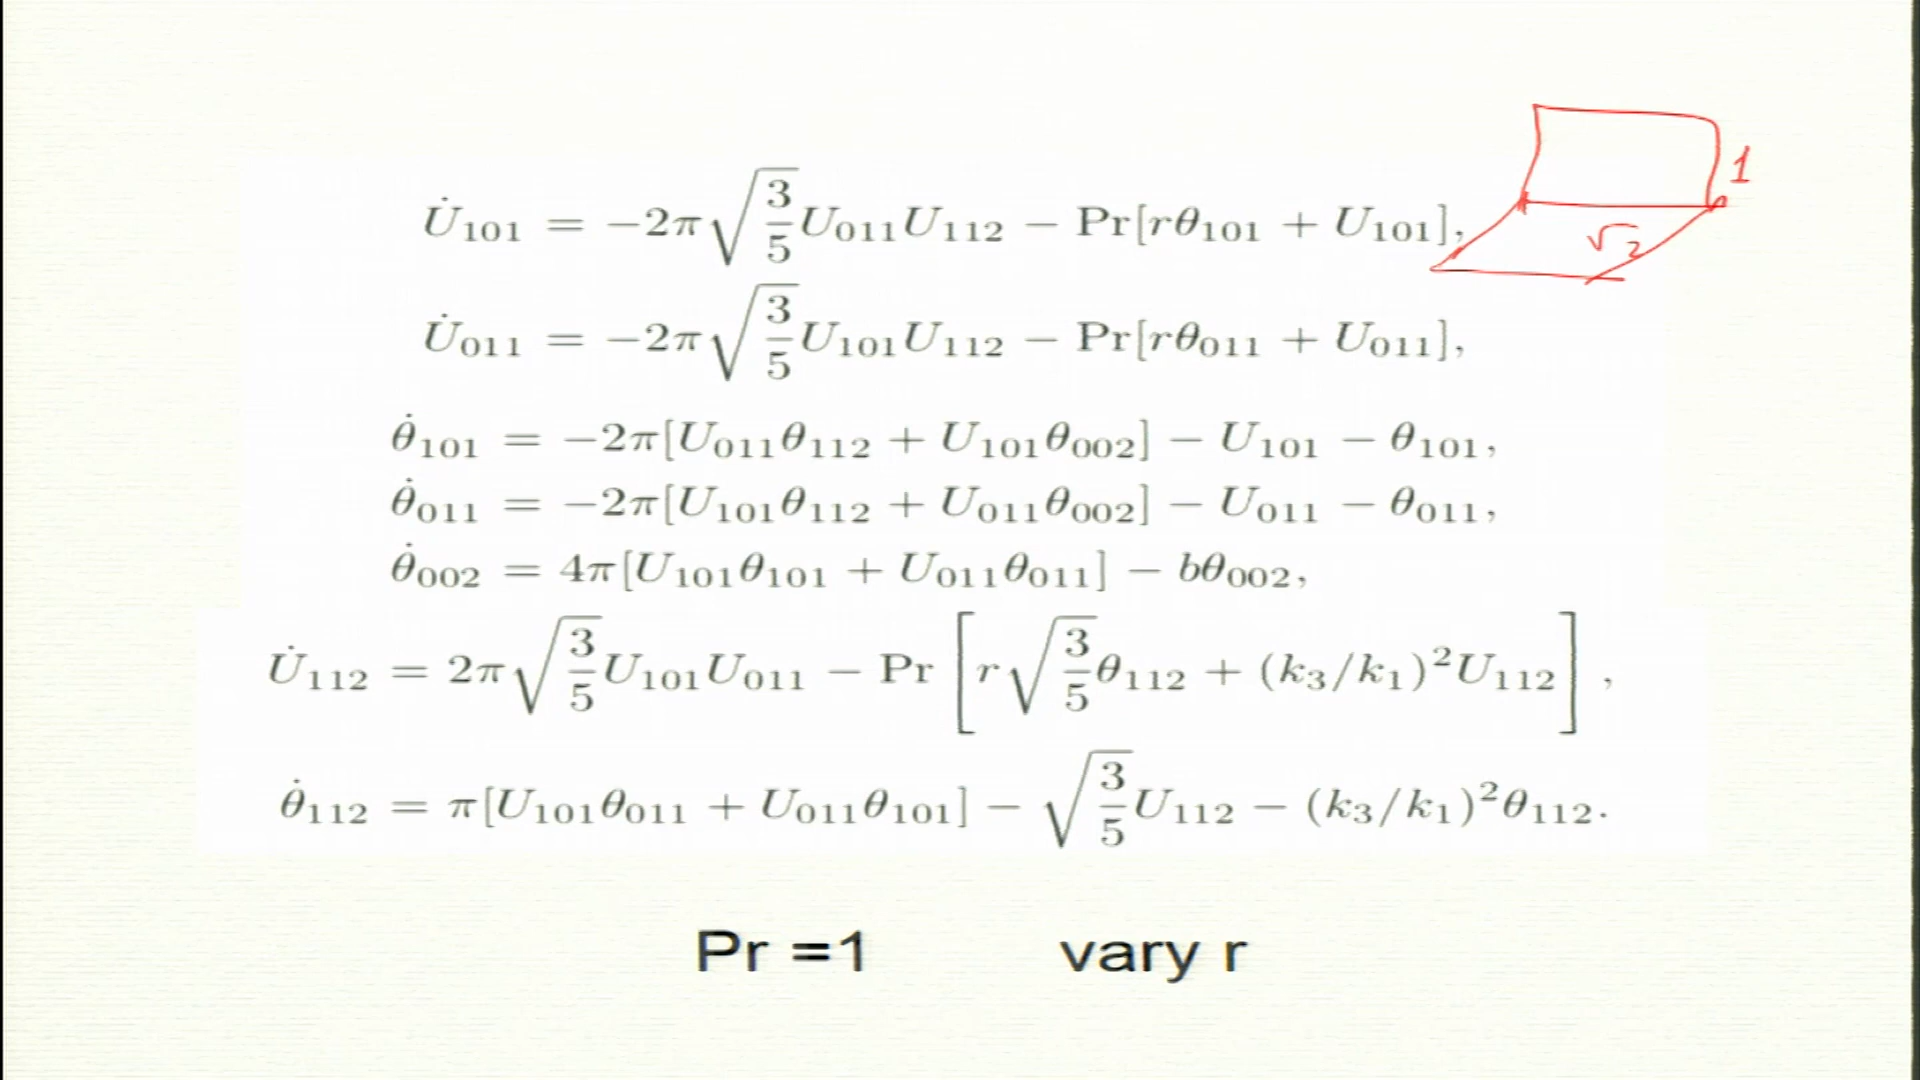 U̇₁₀₁ = −2π√(3/5) U₀₁₁U₁₁₂ − Pr[rθ₁₀₁ + U₁₀₁],
1
√2
U̇₀₁₁ = −2π√(3/5) U₁₀₁U₁₁₂ − Pr[rθ₀₁₁ + U₀₁₁],
θ̇₁₀₁ = −2π[U₀₁₁θ₁₁₂ + U₁₀₁θ₀₀₂] − U₁₀₁ − θ₁₀₁,
θ̇₀₁₁ = −2π[U₁₀₁θ₁₁₂ + U₀₁₁θ₀₀₂] − U₀₁₁ − θ₀₁₁,
θ̇₀₀₂ = 4π[U₁₀₁θ₁₀₁ + U₀₁₁θ₀₁₁] − bθ₀₀₂,
U̇₁₁₂ = 2π√(3/5) U₁₀₁U₀₁₁ − Pr [r√(3/5) θ₁₁₂ + (k₃/k₁)²U₁₁₂],
θ̇₁₁₂ = π[U₁₀₁θ₀₁₁ + U₀₁₁θ₁₀₁] − √(3/5) U₁₁₂ − (k₃/k₁)²θ₁₁₂.
Pr =1 vary r